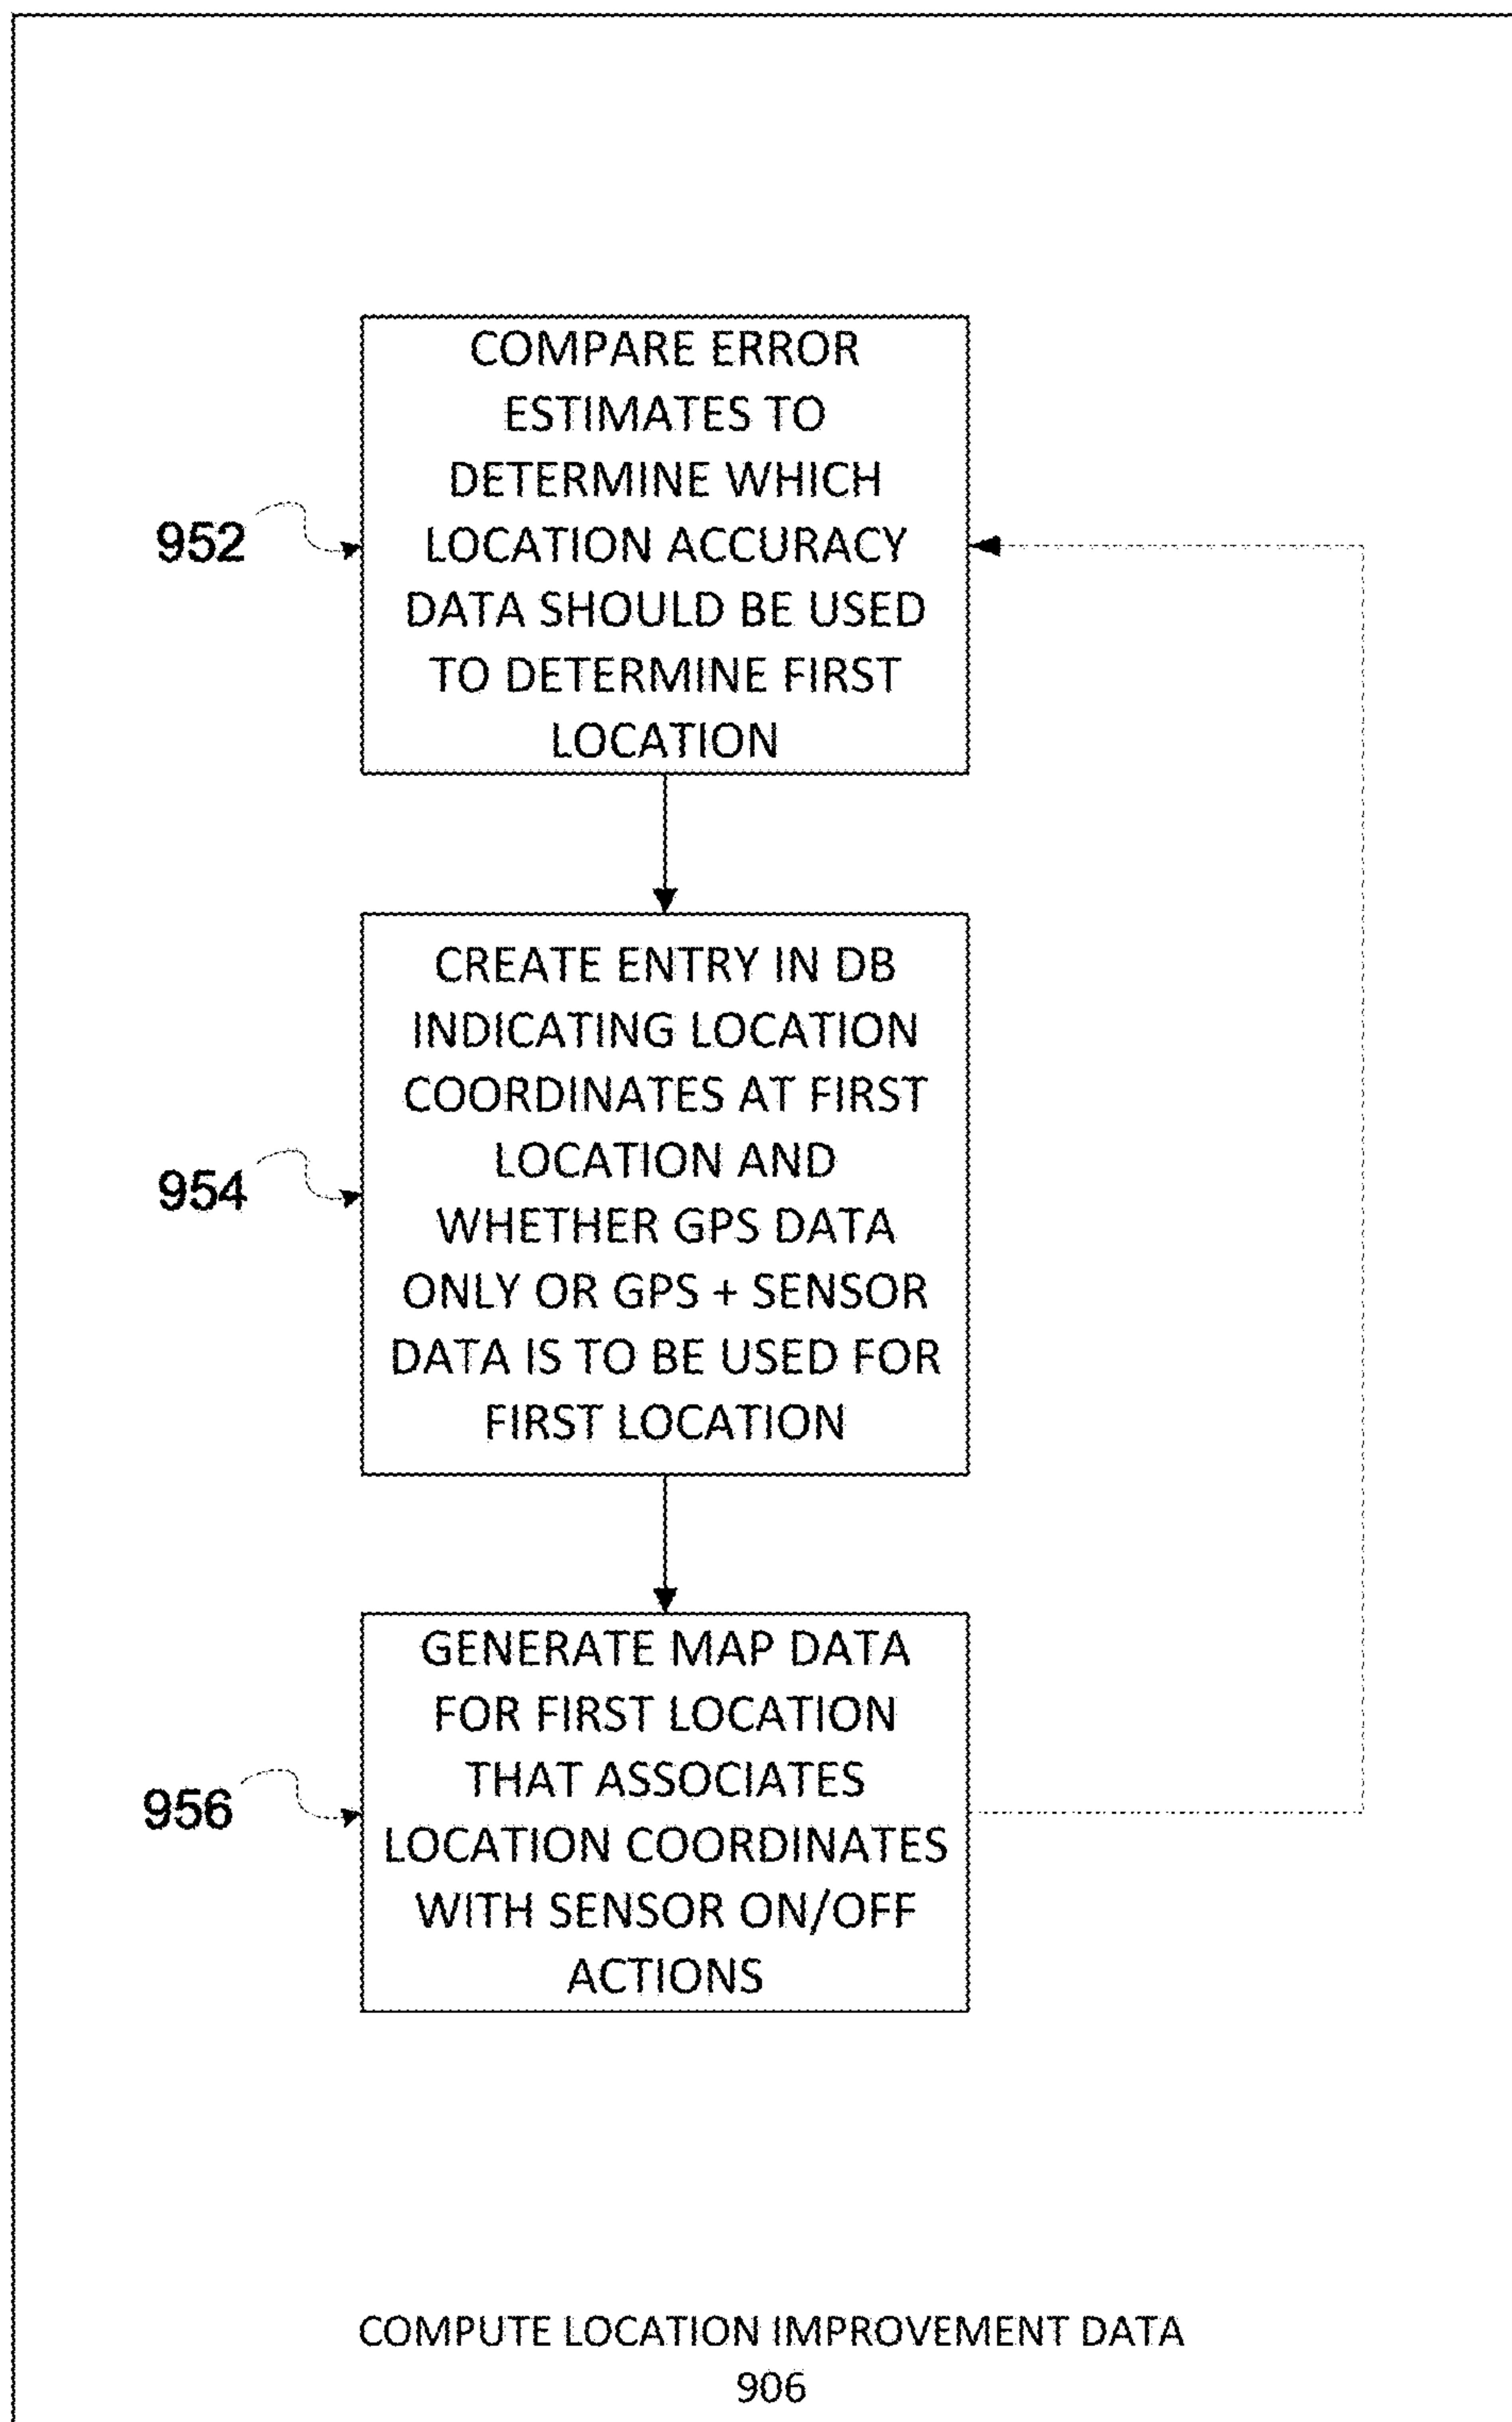 COMPARE ERROR
ESTIMATES TO
DETERMINE WHICH
952
LOCATION ACCURACY
DATA SHOULD BE USED
TO DETERMINE FIRST
LOCATION
CREATE ENTRY IN DB
INDICATING LOCATION
COORDINATES AT FIRST
LOCATION AND
954
WHETHER GPS DATA
ONLY OR GPS + SENSOR
DATA IS TO BE USED FOR
FIRST LOCATION
GENERATE MAP DATA
FOR FIRST LOCATION
THAT ASSOCIATES
956
LOCATION COORDINATES
WITH SENSOR ON/OFF
ACTIONS
COMPUTE LOCATION IMPROVEMENT DATA
906